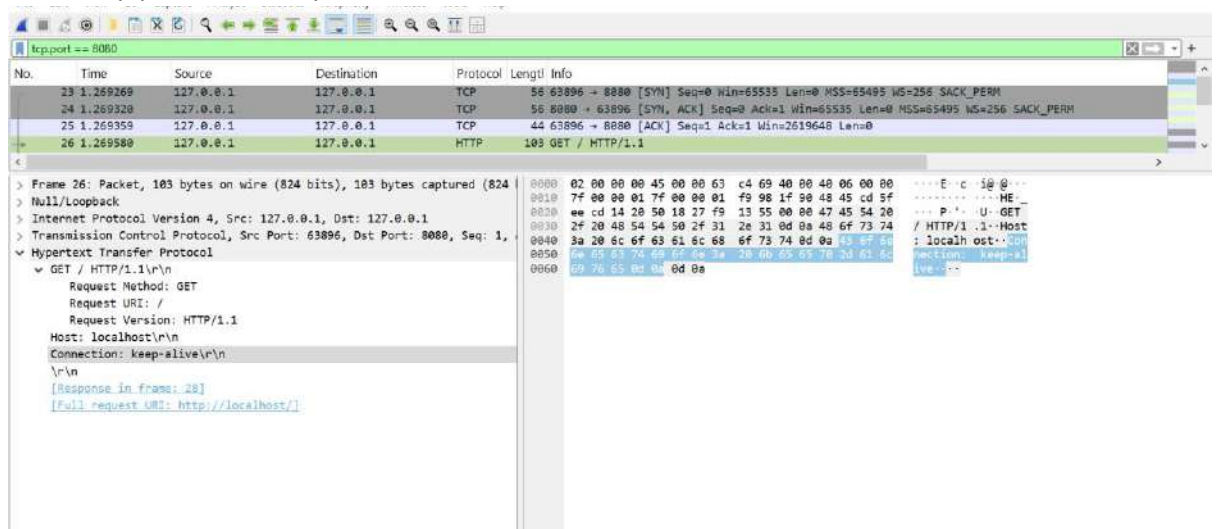 tcp.port == 8080
No. Time Source Destination Protocol Lengtl Info
23 1.269269 127.0.0.1 127.0.0.1 TCP 56 63896 → 8080 [SYN] Seq=0 Win=65535 Len=0 MSS=65495 WS=256 SACK_PERM
24 1.269320 127.0.0.1 127.0.0.1 TCP 56 8080 → 63896 [SYN, ACK] Seq=0 Ack=1 Win=65535 Len=0 MSS=65495 WS=256 SACK_PERM
25 1.269359 127.0.0.1 127.0.0.1 TCP 44 63896 → 8080 [ACK] Seq=1 Ack=1 Win=2619648 Len=0
26 1.269580 127.0.0.1 127.0.0.1 HTTP 103 GET / HTTP/1.1
Frame 26: Packet, 103 bytes on wire (824 bits), 103 bytes captured (824
Null/Loopback
Internet Protocol Version 4, Src: 127.0.0.1, Dst: 127.0.0.1
Transmission Control Protocol, Src Port: 63896, Dst Port: 8080, Seq: 1,
Hypertext Transfer Protocol
GET / HTTP/1.1\r\n
Request Method: GET
Request URI: /
Request Version: HTTP/1.1
Host: localhost\r\n
Connection: keep-alive\r\n
\r\n
[Response in frame: 28]
[Full request URI: http://localhost/]
0000 02 00 00 00 45 00 00 63 c4 69 40 00 40 06 00 00 ····E··c ·i@·@···
0010 7f 00 00 01 7f 00 00 01 f9 98 1f 90 48 45 cd 5f ········ ····HE·_
0020 ee cd 14 20 50 18 27 f9 13 55 00 00 47 45 54 20 ··· P·'· ·U··GET
0030 2f 20 48 54 54 50 2f 31 2e 31 0d 0a 48 6f 73 74 / HTTP/1 .1··Host
0040 3a 20 6c 6f 63 61 6c 68 6f 73 74 0d 0a 43 6f 6e : localh ost··Con
0050 6e 65 63 74 69 6f 6e 3a 20 6b 65 65 70 2d 61 6c nection: keep-al
0060 69 76 65 0d 0a 0d 0a ive····